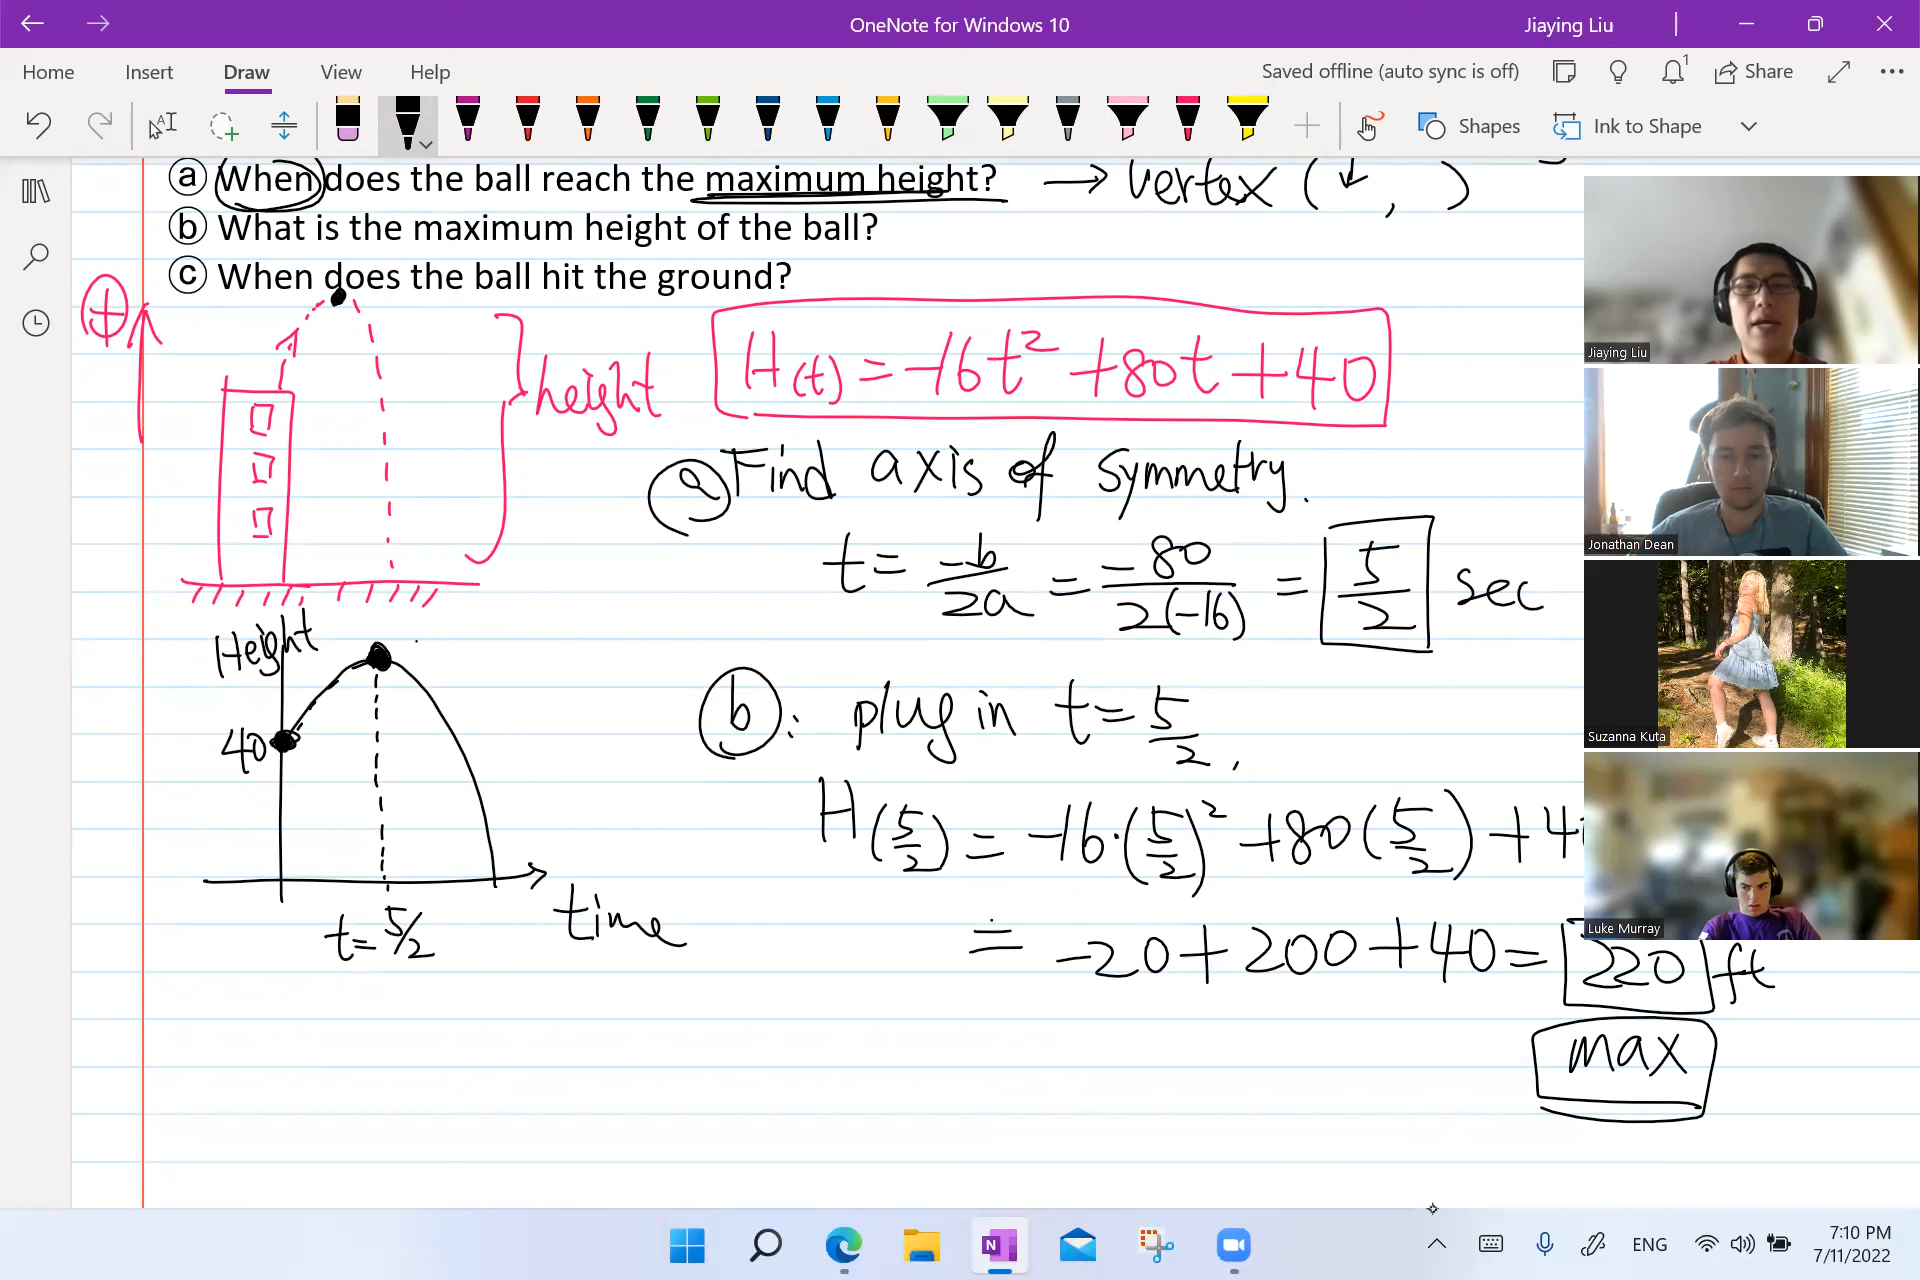 OneNote for Windows 10
Jiaying Liu
Home Insert Draw View Help
Saved offline (auto sync is off)
1
Share
Shapes
Ink to Shape
ⓐ When does the ball reach the maximum height? → Vertex ( ↓ , )
ⓑ What is the maximum height of the ball?
ⓒ When does the ball hit the ground?
+
height
H(t) = -16t² + 80t + 40
ⓐ Find axis of symmetry.
t = -b/2a = -80/2(-16) = 5/2 sec
Height
40
t = 5/2
time
ⓑ: plug in t = 5/2,
H(5/2) = -16·(5/2)² + 80(5/2) + 4
= -20 + 200 + 40 = 220 ft
max
Jiaying Liu
Jonathan Dean
Suzanna Kuta
Luke Murray
N
ENG
7:10 PM
7/11/2022